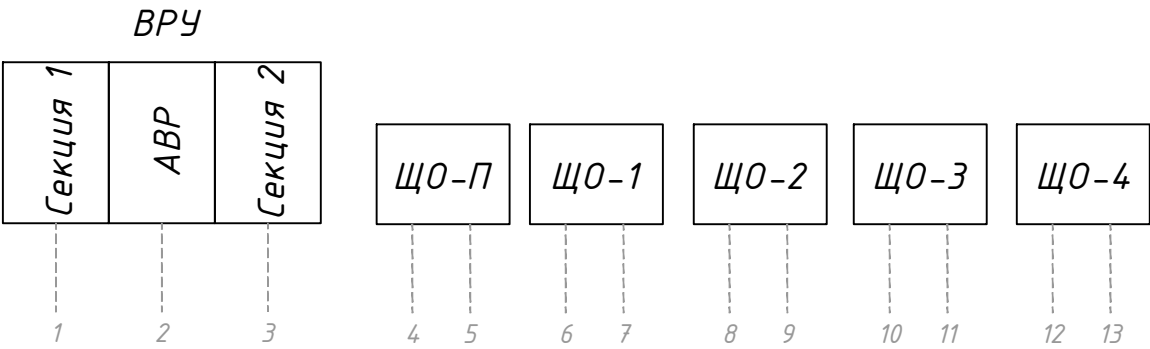 ВРУ
Секция 1
АВР
Секция 2
ЩО-П
ЩО-1
ЩО-2
ЩО-3
ЩО-4
1 2 3 4 5 6 7 8 9 10 11 12 13